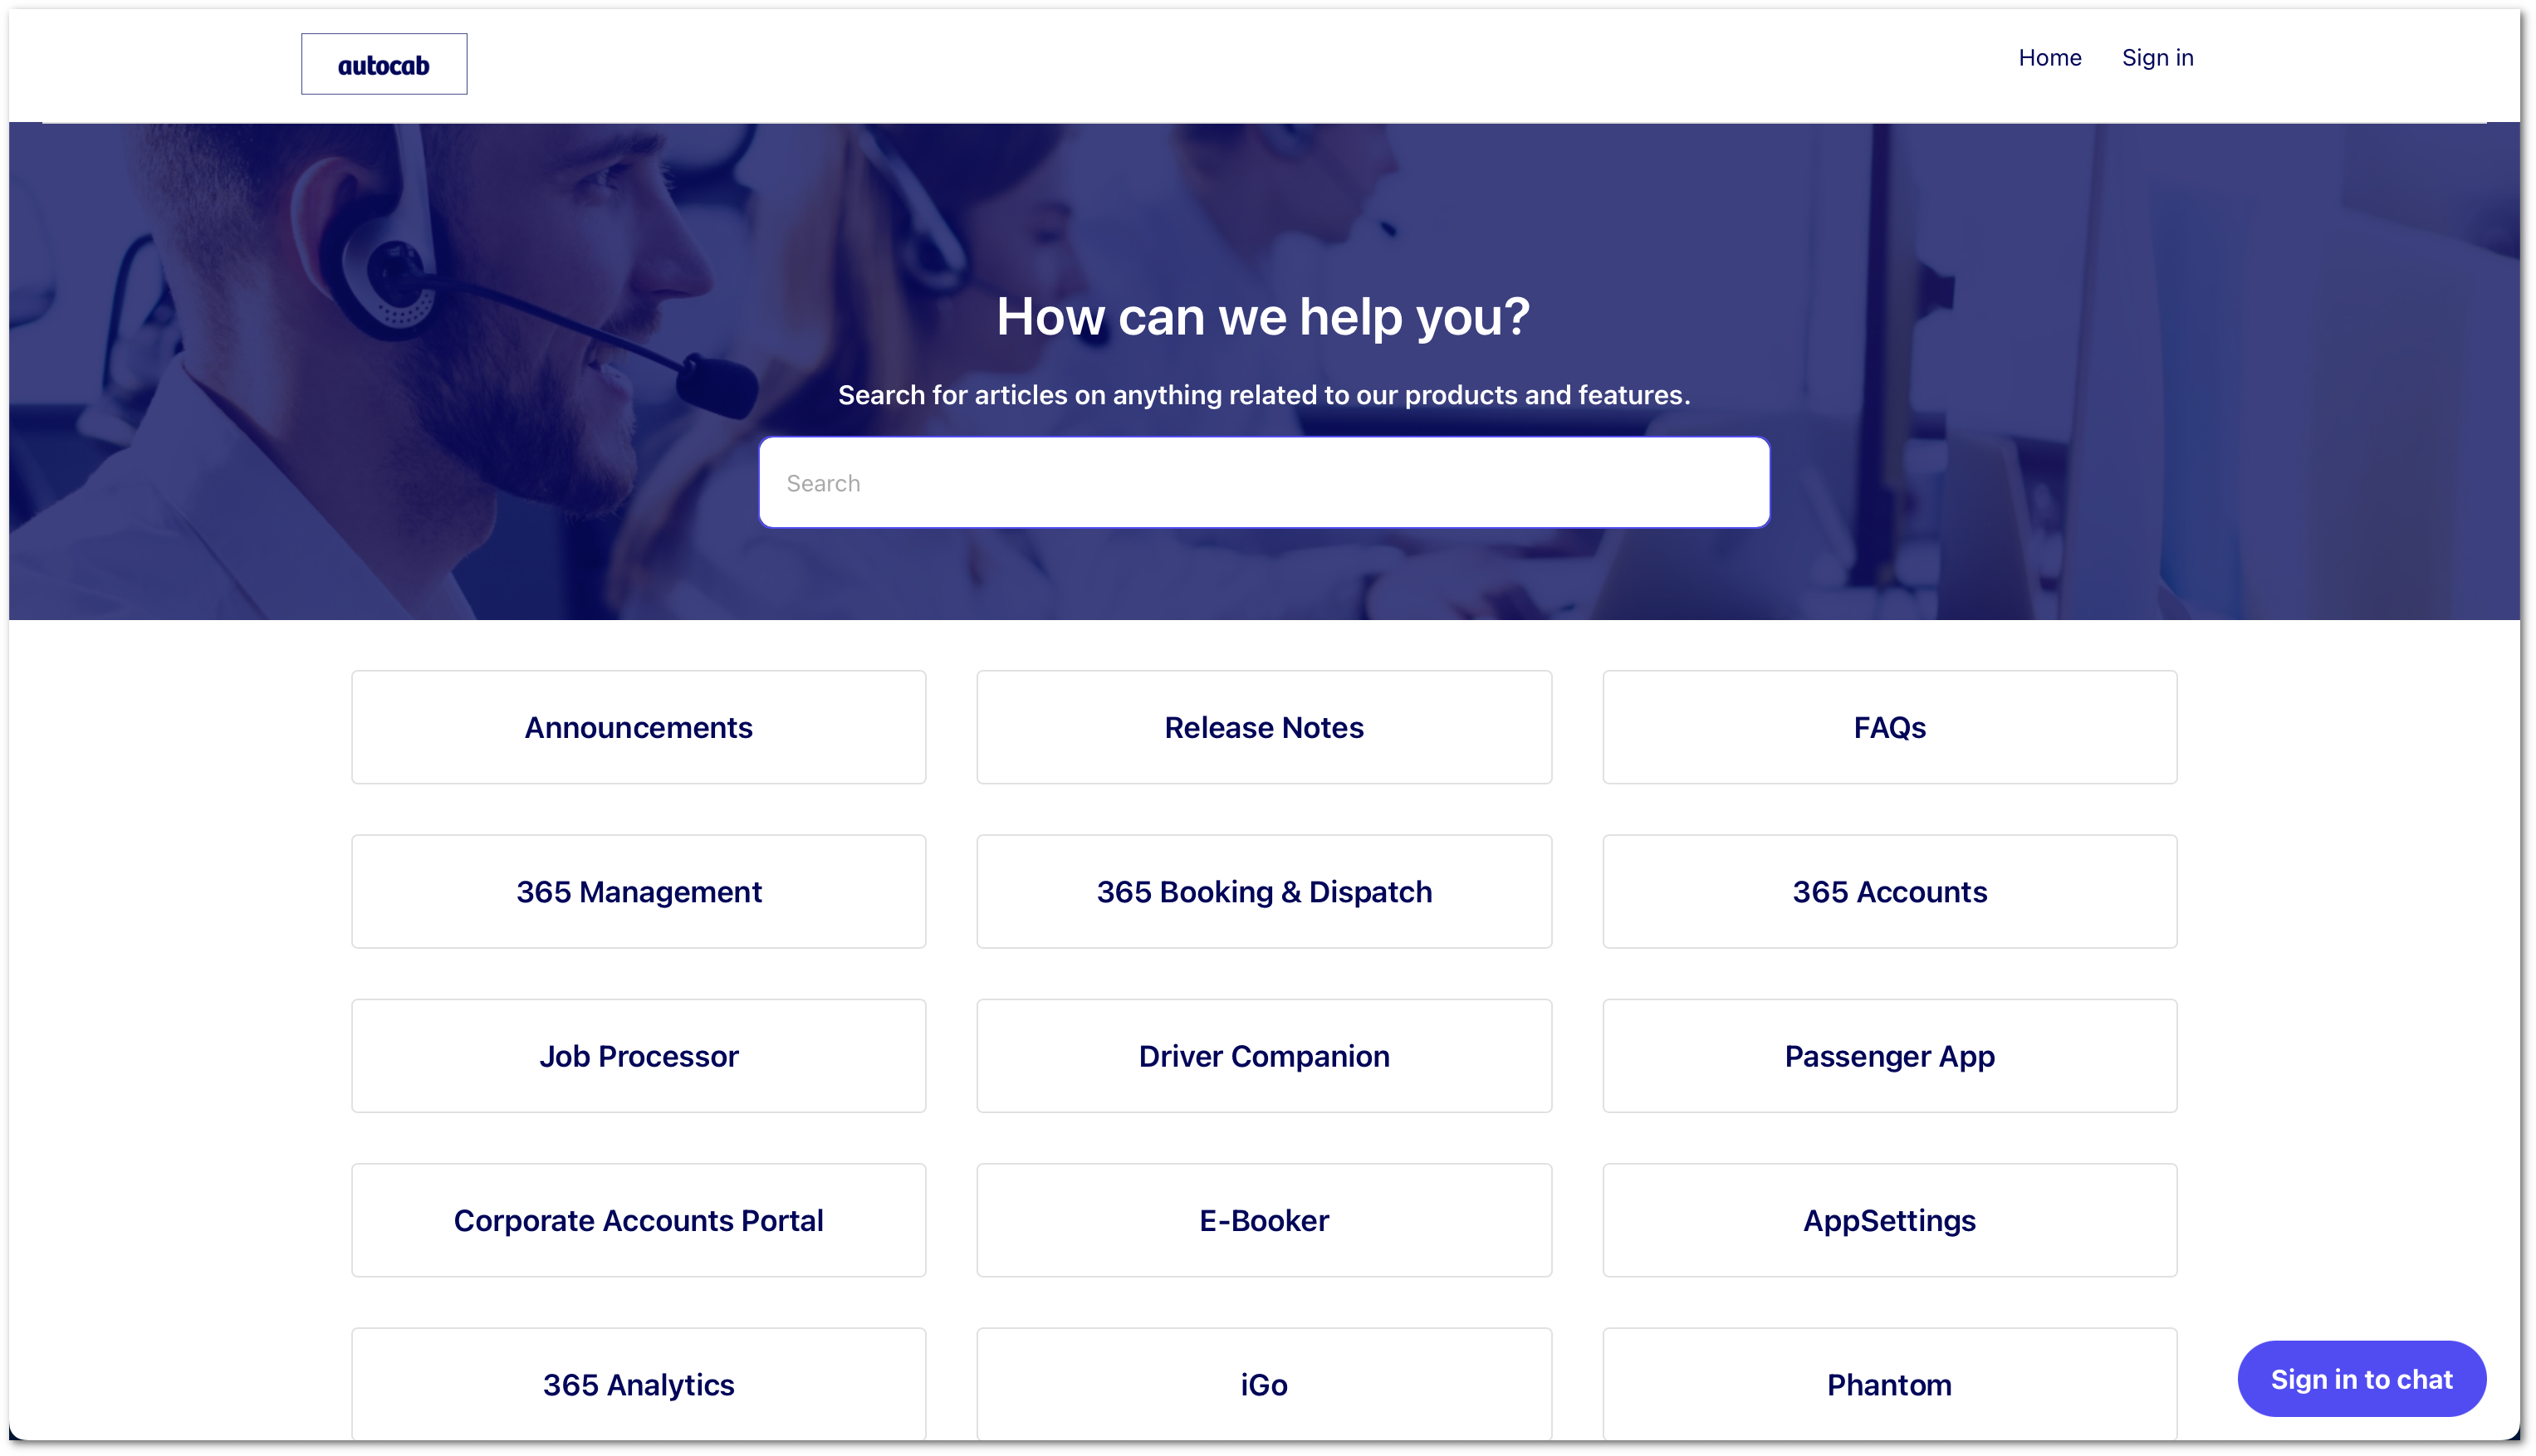 autocab
Home
Sign in
How can we help you?
Search for articles on anything related to our products and features.
Search
Announcements
Release Notes
FAQs
365 Management
365 Booking & Dispatch
365 Accounts
Job Processor
Driver Companion
Passenger App
Corporate Accounts Portal
E-Booker
AppSettings
365 Analytics
iGo
Phantom
Sign in to chat